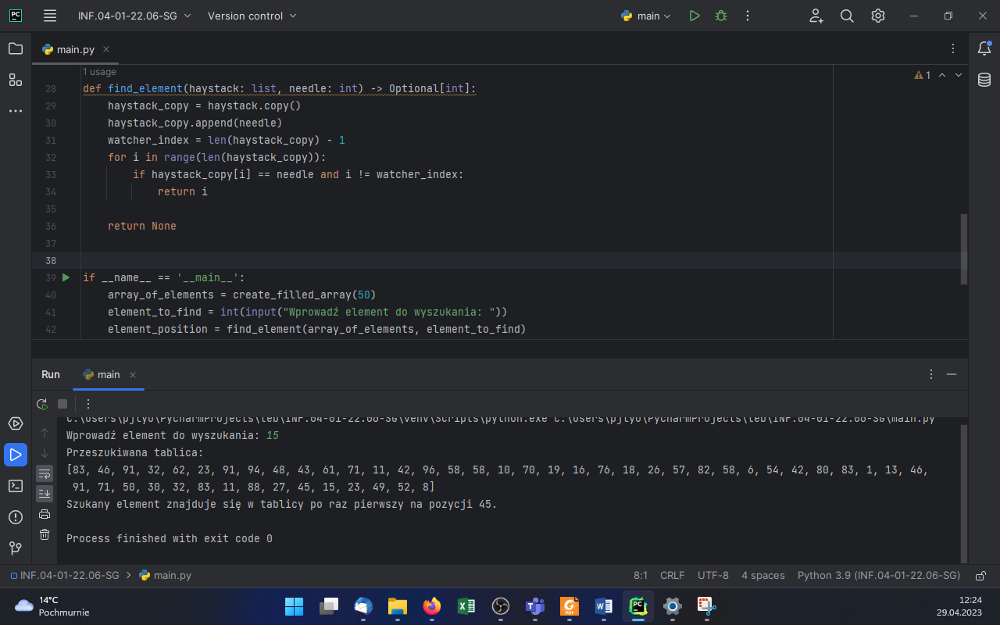 INF.04-01-22.06-SG
Version control
main
main.py
1 usage
1
28 def find_element(haystack: list, needle: int) -> Optional[int]:
29 haystack_copy = haystack.copy()
30 haystack_copy.append(needle)
31 watcher_index = len(haystack_copy) - 1
32 for i in range(len(haystack_copy)):
33 if haystack_copy[i] == needle and i != watcher_index:
34 return i
35
36 return None
37
38
39 if __name__ == '__main__':
40 array_of_elements = create_filled_array(50)
41 element_to_find = int(input("Wprowadź element do wyszukania: "))
42 element_position = find_element(array_of_elements, element_to_find)
Run
main
Wprowadź element do wyszukania: 15
Przeszukiwana tablica:
[83, 46, 91, 32, 62, 23, 91, 94, 48, 43, 61, 71, 11, 42, 96, 58, 58, 10, 70, 19, 16, 76, 18, 26, 57, 82, 58, 6, 54, 42, 80, 83, 1, 13, 46,
91, 71, 50, 30, 32, 83, 11, 88, 27, 45, 15, 23, 49, 52, 8]
Szukany element znajduje się w tablicy po raz pierwszy na pozycji 45.
Process finished with exit code 0
INF.04-01-22.06-SG
main.py
8:1
CRLF
UTF-8
4 spaces
Python 3.9 (INF.04-01-22.06-SG)
14°C
Pochmurnie
12:24
29.04.2023